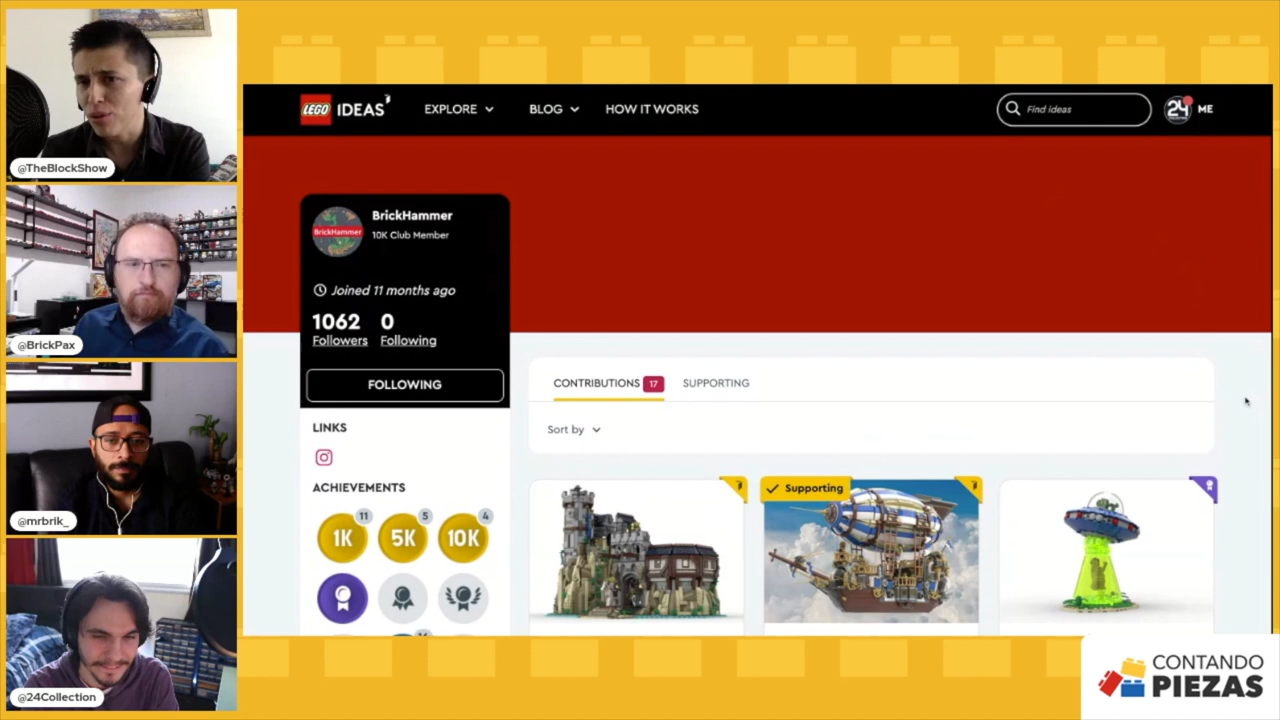 @TheBlockShow
@BrickPax
@mrbrik_
@24Collection
LEGO IDEAS
EXPLORE
BLOG
HOW IT WORKS
Find ideas
24
ME
BrickHammer
BrickHammer
10K Club Member
Joined 11 months ago
1062 0
Followers Following
FOLLOWING
LINKS
ACHIEVEMENTS
11 5 4
1K 5K 10K
CONTRIBUTIONS 17 SUPPORTING
Sort by
Supporting
CONTANDO
PIEZAS